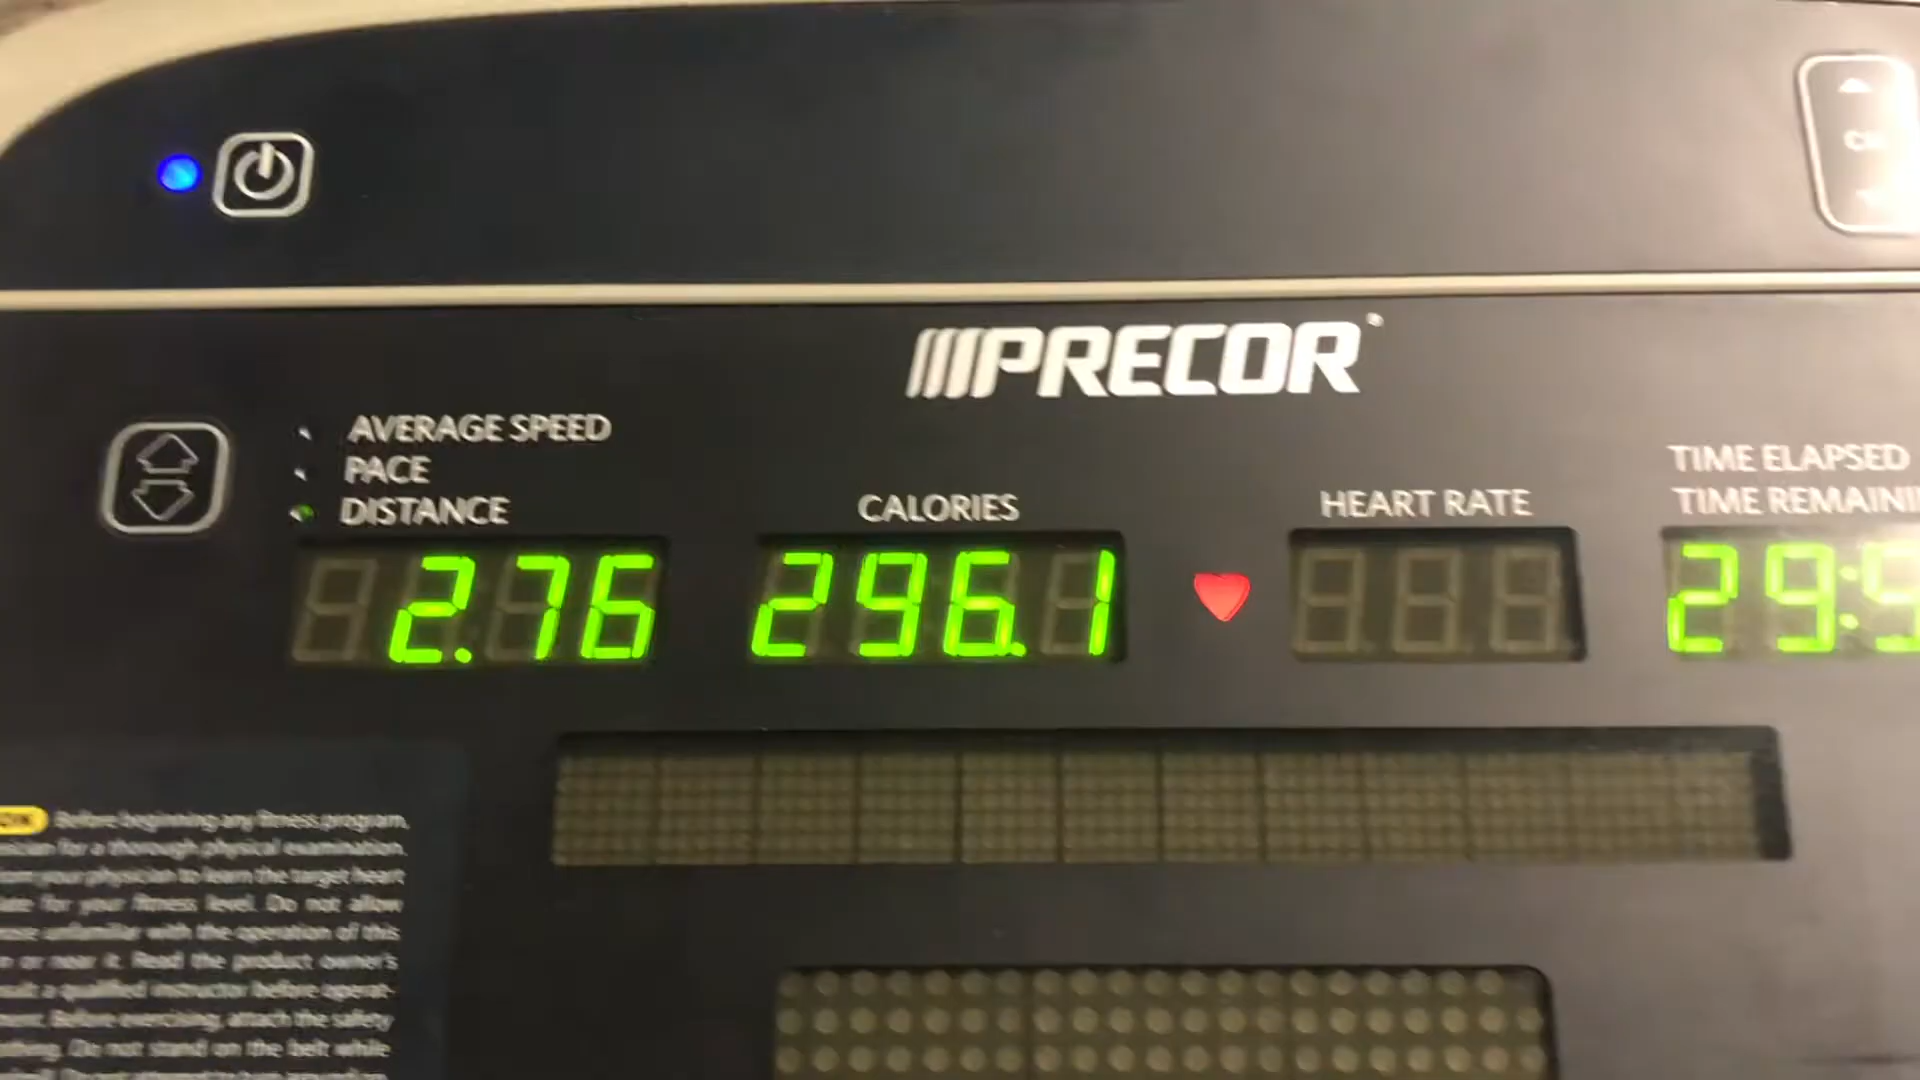 PRECOR
AVERAGE SPEED
PACE
DISTANCE
CALORIES
HEART RATE
TIME ELAPSED
TIME
2.76
296.1
29:
Before beginning any fitness program,
for a thorough physical examination.
your physician to learn the target heart
for your fitness level. Do not allow
unfamiliar with the operation of this
or near it. Read the product owner's
a qualified instructor before operat-
Before exercising, attach the safety
Do not stand on the belt while